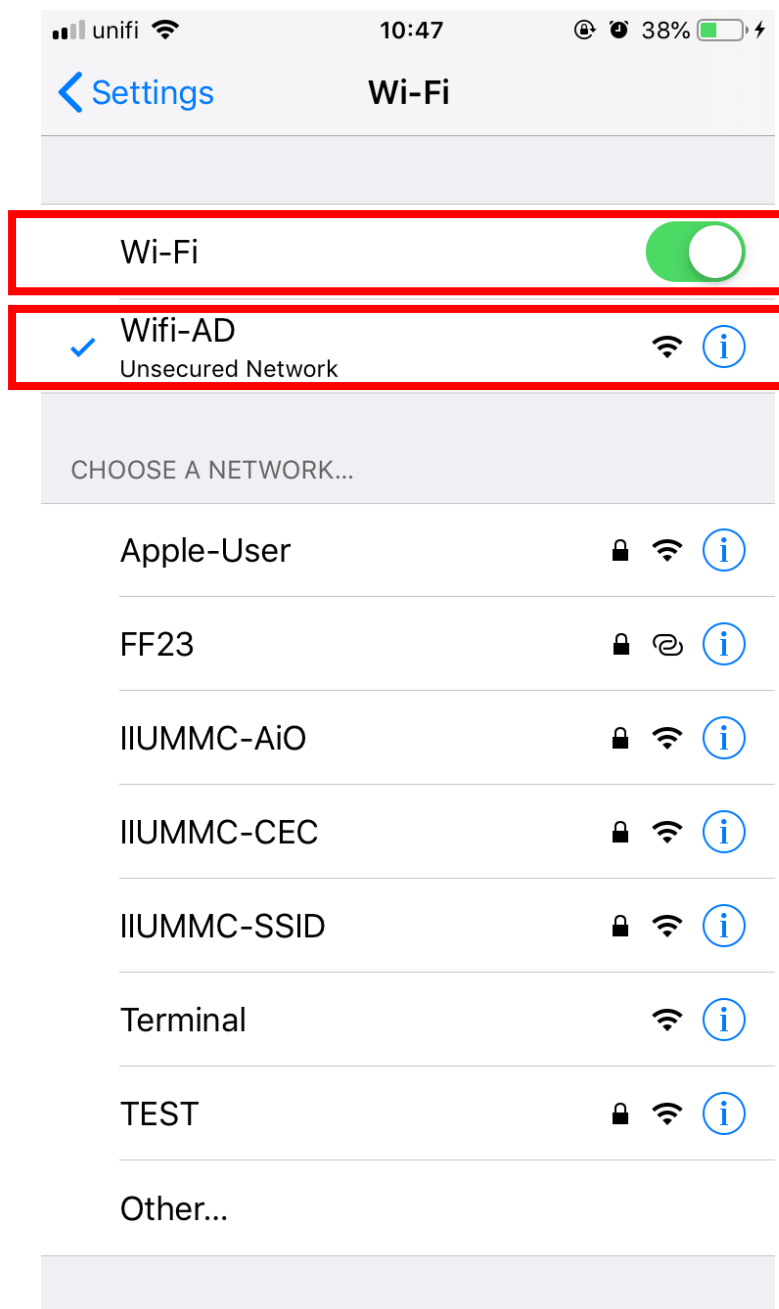 unifi 10:47 38%
Settings Wi-Fi
Wi-Fi
Wifi-AD
Unsecured Network
CHOOSE A NETWORK...
Apple-User
FF23
IIUMMC-AiO
IIUMMC-CEC
IIUMMC-SSID
Terminal
TEST
Other...